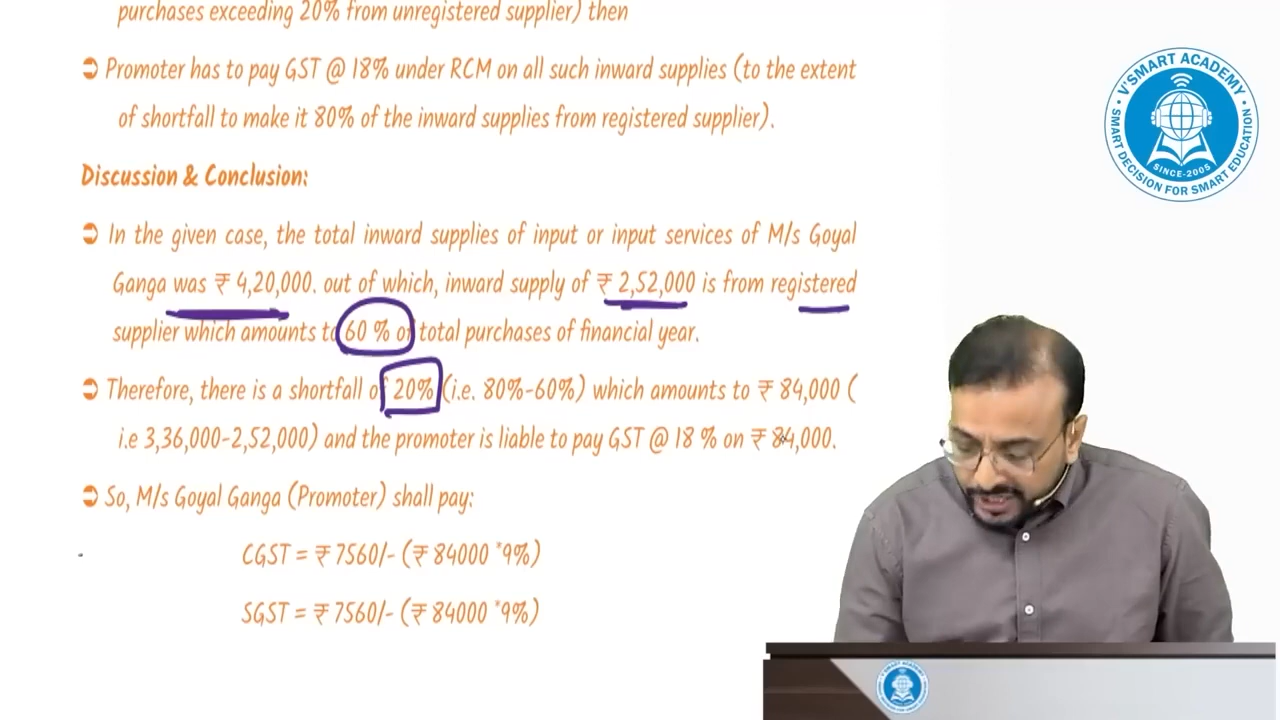 purchases exceeding 20% from unregistered supplier) then
➲ Promoter has to pay GST @ 18% under RCM on all such inward supplies (to the extent
of shortfall to make it 80% of the inward supplies from registered supplier).
Discussion & Conclusion:
➲ In the given case, the total inward supplies of input or input services of M/s Goyal
Ganga was ₹ 4,20,000. out of which, inward supply of ₹ 2,52,000 is from registered
supplier which amounts to 60 % of total purchases of financial year.
➲ Therefore, there is a shortfall of 20% (i.e. 80%-60%) which amounts to ₹ 84,000 (
i.e 3,36,000-2,52,000) and the promoter is liable to pay GST @ 18 % on ₹ 84,000.
➲ So, M/s Goyal Ganga (Promoter) shall pay:
CGST = ₹ 7560/- (₹ 84000 *9%)
SGST = ₹ 7560/- (₹ 84000 *9%)
V'SMART ACADEMY
SINCE-2005
SMART DECISION FOR SMART EDUCATION